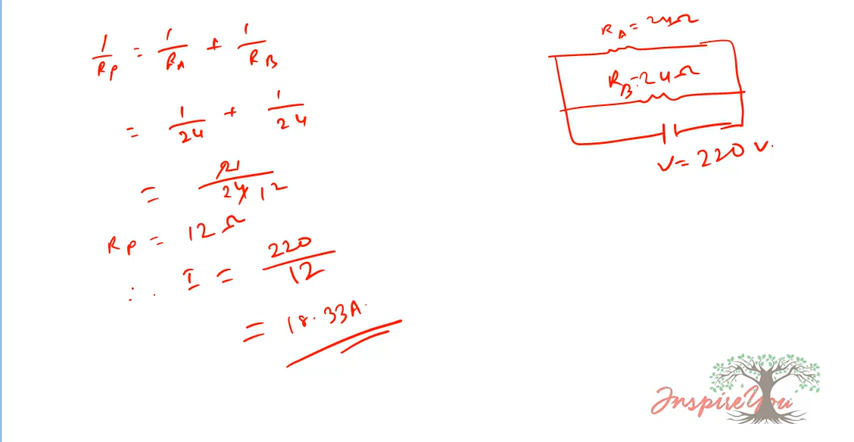 1/Rp = 1/RA + 1/RB
= 1/24 + 1/24
= 2/24 12
Rp = 12 Ω
∴ I = 220/12
= 18.33A.
RA = 24Ω
RB = 24Ω
V = 220 V.
InspireYou